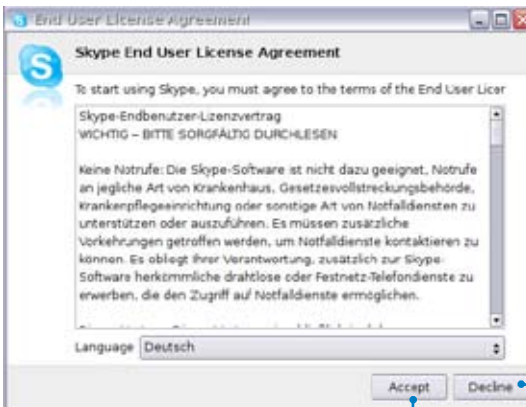 End User License Agreement
Skype End User License Agreement
To start using Skype, you must agree to the terms of the End User Licer
Skype-Endbenutzer-Lizenzvertrag
WICHTIG – BITTE SORGFÄLTIG DURCHLESEN
Keine Notrufe: Die Skype-Software ist nicht dazu geeignet, Notrufe
an jegliche Art von Krankenhaus, Gesetzesvollstreckungsbehörde,
Krankenpflegeeinrichtung oder sonstige Art von Notfalldiensten zu
unterstützen oder auszuführen. Es müssen zusätzliche
Vorkehrungen getroffen werden, um Notfalldienste kontaktieren zu
können. Es obliegt Ihrer Verantwortung, zusätzlich zur Skype-
Software herkömmliche drahtlose oder Festnetz-Telefondienste zu
erwerben, die den Zugriff auf Notfalldienste ermöglichen.
Language Deutsch
Accept Decline